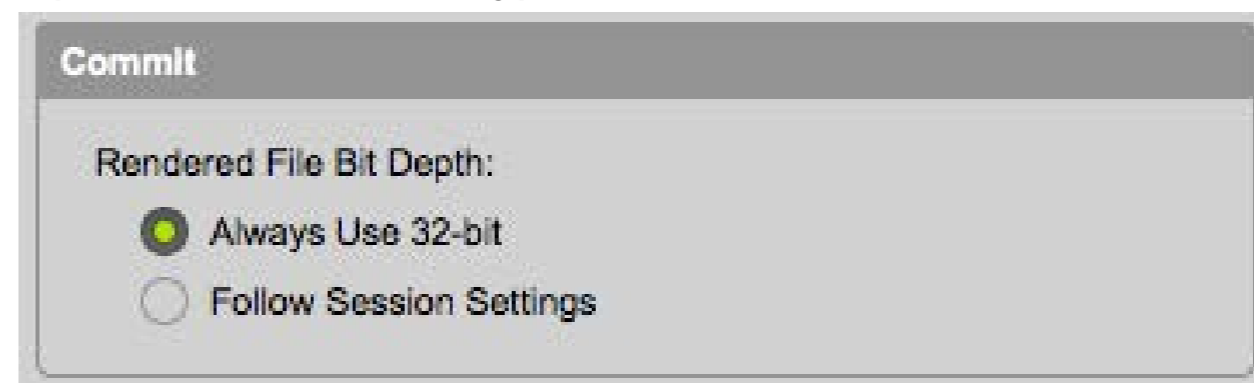 Commit
Rendered File Bit Depth:
Always Use 32-bit
Follow Session Settings